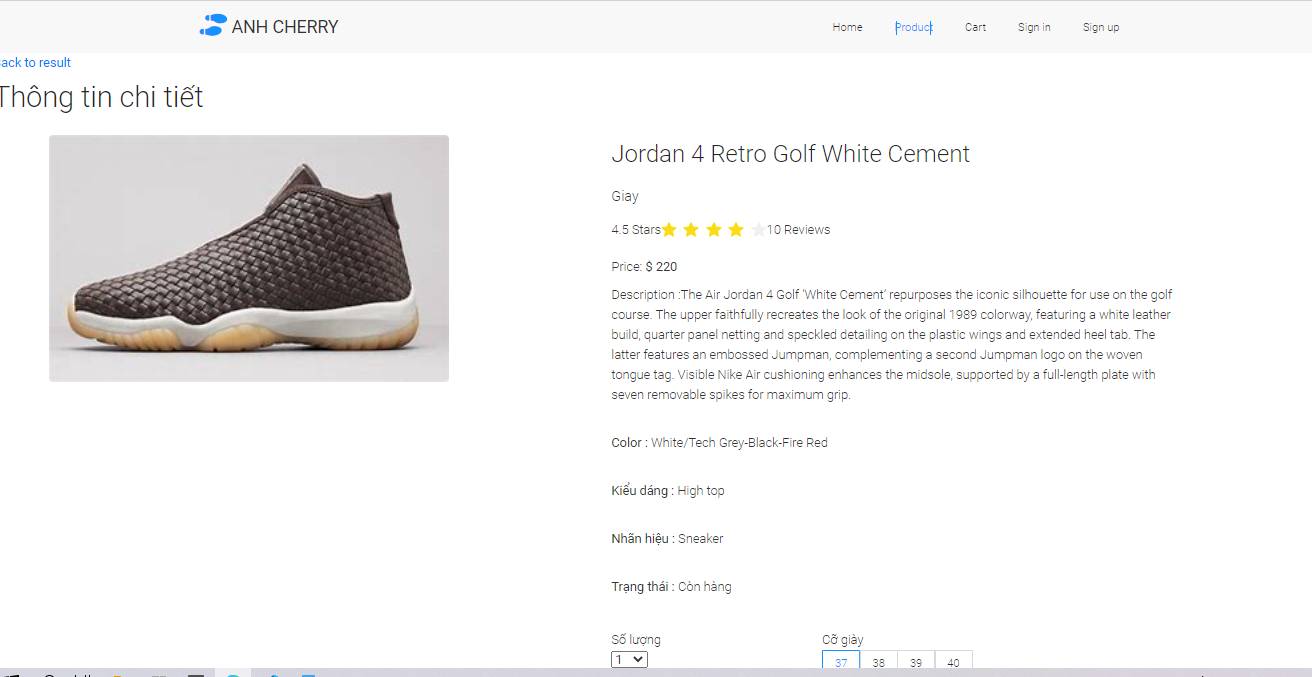 ANH CHERRY
Home
Product
Cart
Sign in
Sign up
ack to result
Thông tin chi tiết
Jordan 4 Retro Golf White Cement
Giay
4.5 Stars
10 Reviews
Price: $ 220
Description :The Air Jordan 4 Golf ‘White Cement’ repurposes the iconic silhouette for use on the golf
course. The upper faithfully recreates the look of the original 1989 colorway, featuring a white leather
build, quarter panel netting and speckled detailing on the plastic wings and extended heel tab. The
latter features an embossed Jumpman, complementing a second Jumpman logo on the woven
tongue tag. Visible Nike Air cushioning enhances the midsole, supported by a full-length plate with
seven removable spikes for maximum grip.
Color : White/Tech Grey-Black-Fire Red
Kiểu dáng : High top
Nhãn hiệu : Sneaker
Trạng thái : Còn hàng
Số lượng
1
Cỡ giày
37
38
39
40